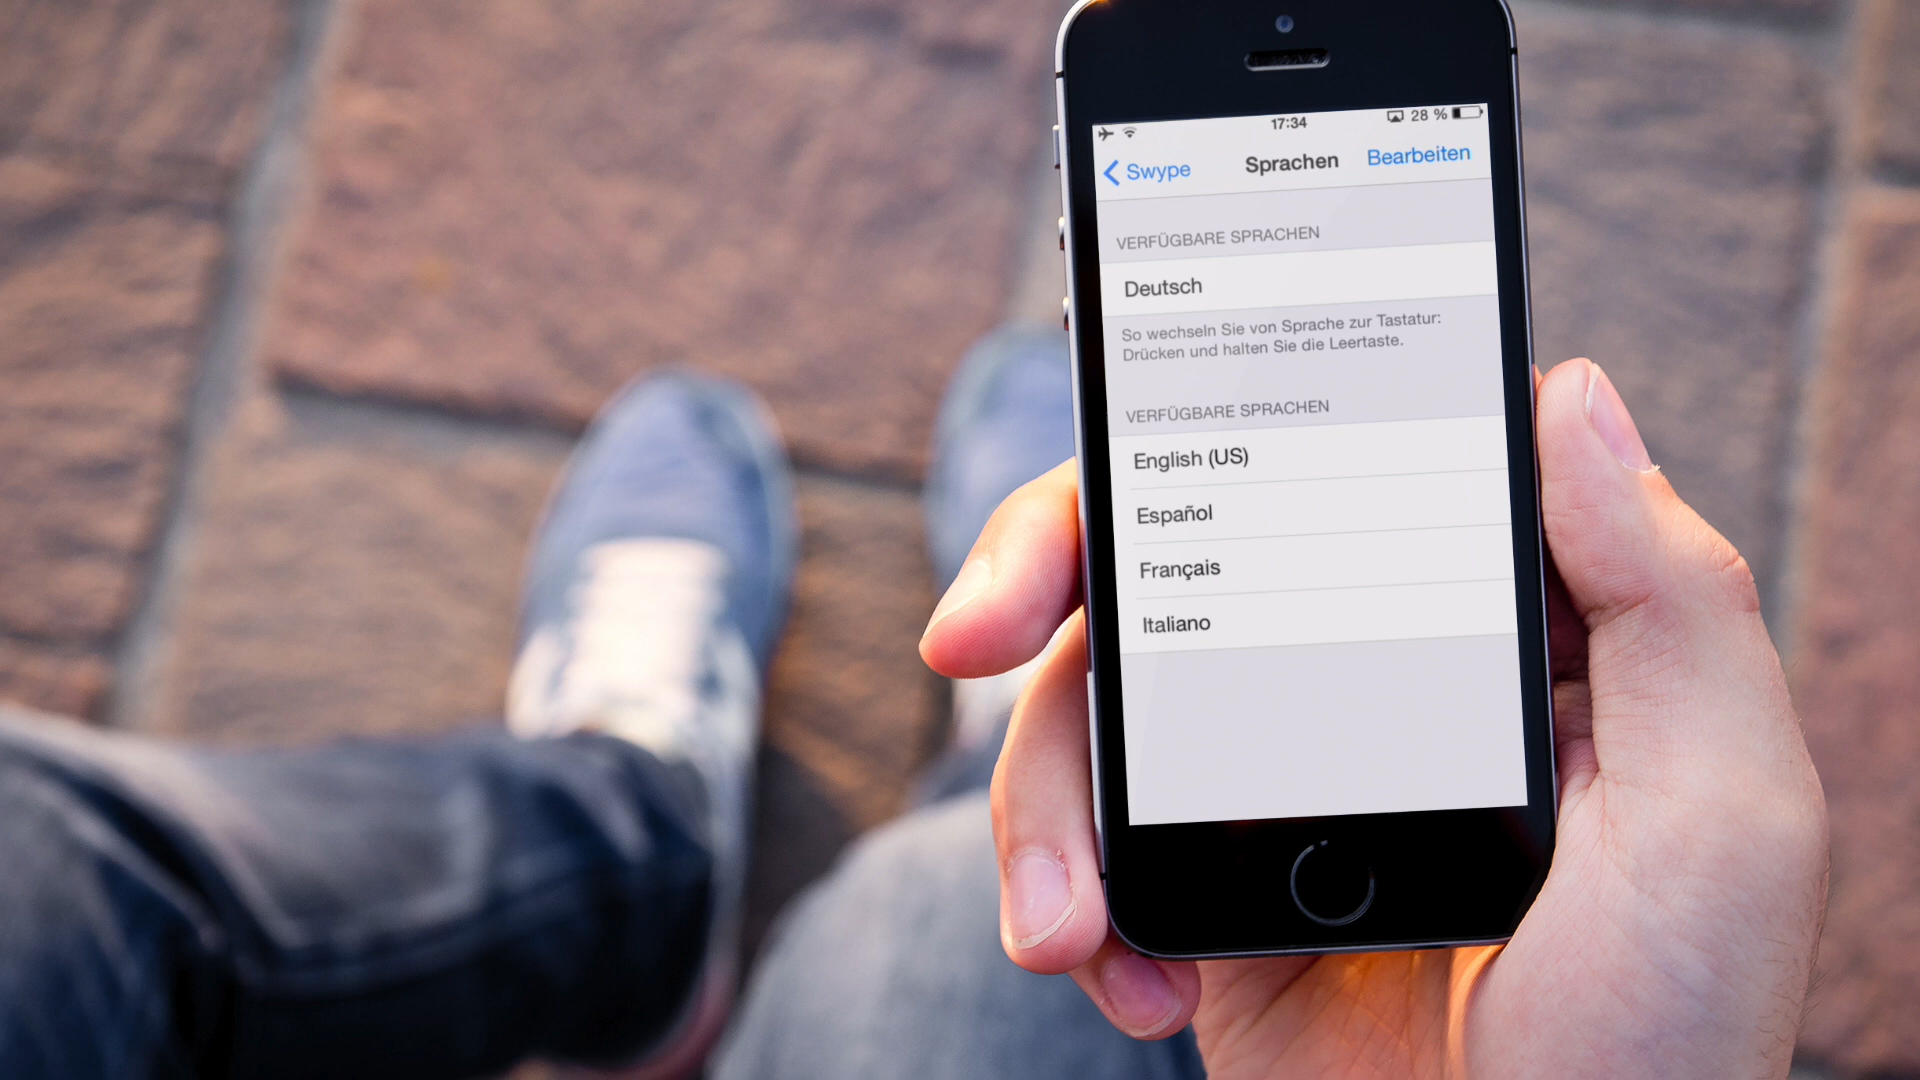 17:34
28 %
Swype
Sprachen
Bearbeiten
VERFÜGBARE SPRACHEN
Deutsch
So wechseln Sie von Sprache zur Tastatur:
Drücken und halten Sie die Leertaste.
VERFÜGBARE SPRACHEN
English (US)
Español
Français
Italiano